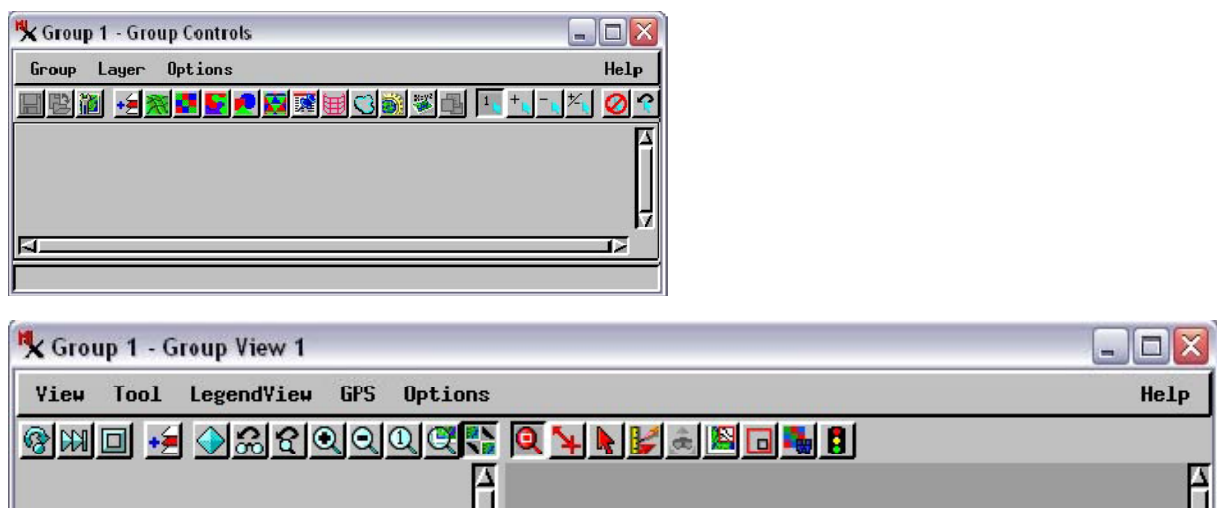 Group 1 - Group Controls
Group Layer Options Help
Group 1 - Group View 1
View Tool LegendView GPS Options Help